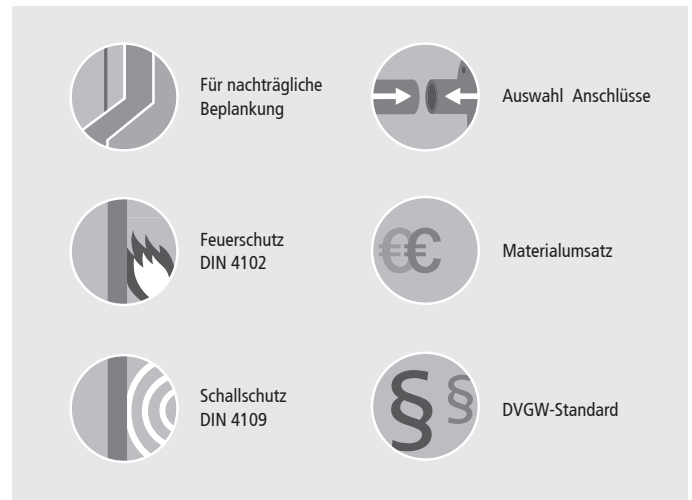 Für nachträgliche
Beplankung
Auswahl Anschlüsse
Feuerschutz
DIN 4102
€€
Materialumsatz
Schallschutz
DIN 4109
§§
DVGW-Standard